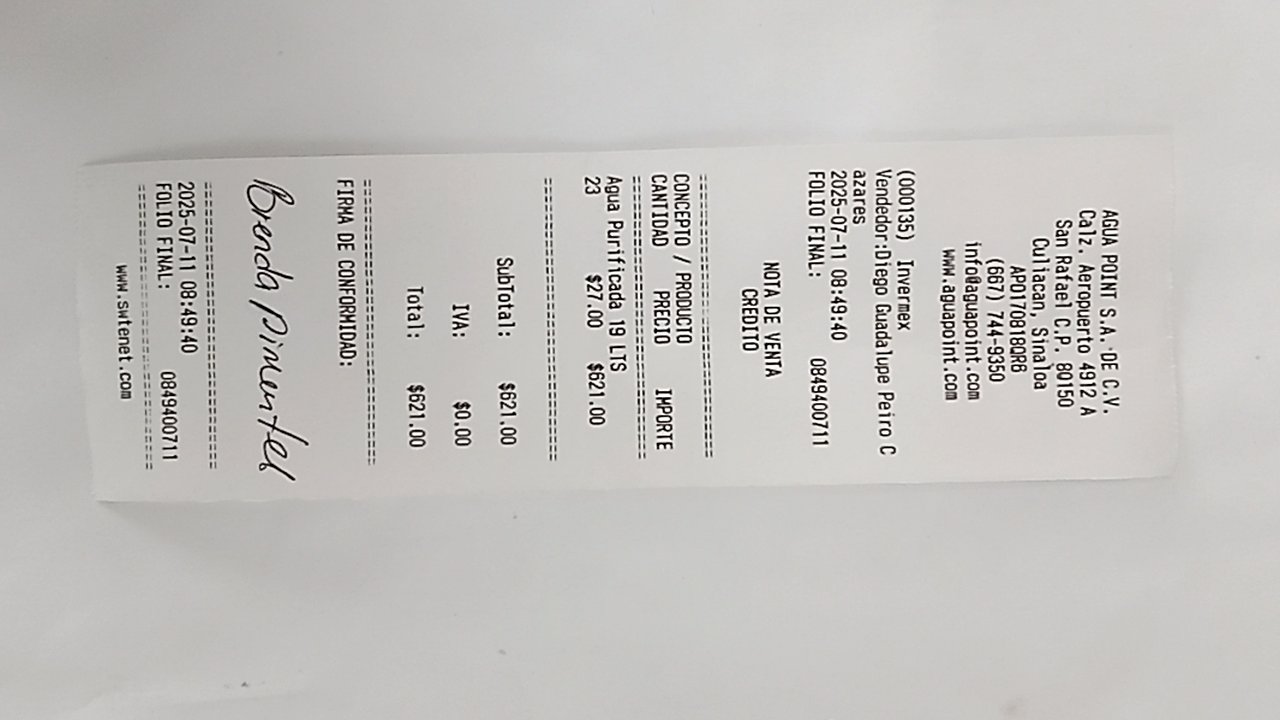 AGUA POINT S.A. DE C.V.
Calz. Aeropuerto 4912 A
San Rafael C.P. 80150
Culiacan, Sinaloa
APO170818QR6
(667) 744-9350
info@aguapoint.com
www.aguapoint.com
(000135) Invermex
Vendedor:Diego Guadalupe Peiro C
azares
2025-07-11 08:49:40
FOLIO FINAL: 0849400711
NOTA DE VENTA
CREDITO
================================
CONCEPTO / PRODUCTO
CANTIDAD PRECIO IMPORTE
================================
Agua Purificada 19 LTS
23 $27.00 $621.00
================================
SubTotal: $621.00
IVA: $0.00
Total: $621.00
================================
FIRMA DE CONFORMIDAD:
Brenda Pimentel
================================
2025-07-11 08:49:40
FOLIO FINAL: 0849400711
================================
www.swfenet.com